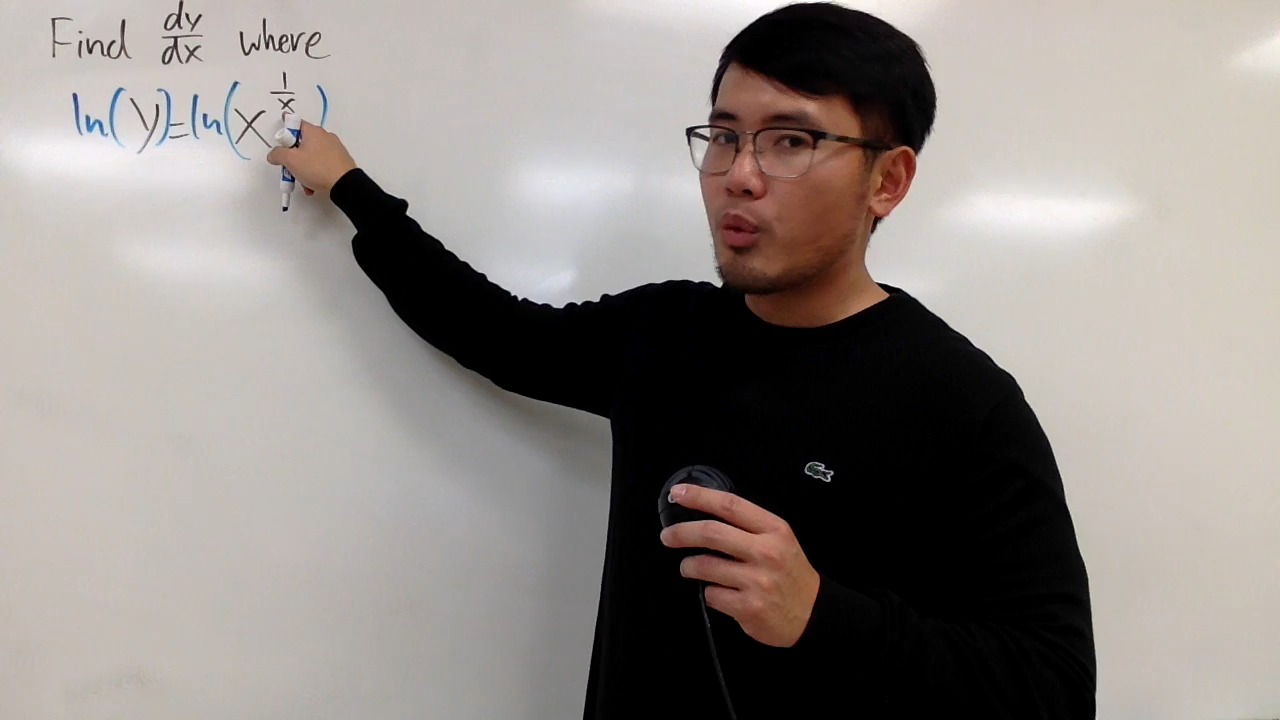 Find dy/dx where
ln(y)=ln(x^(1/x))